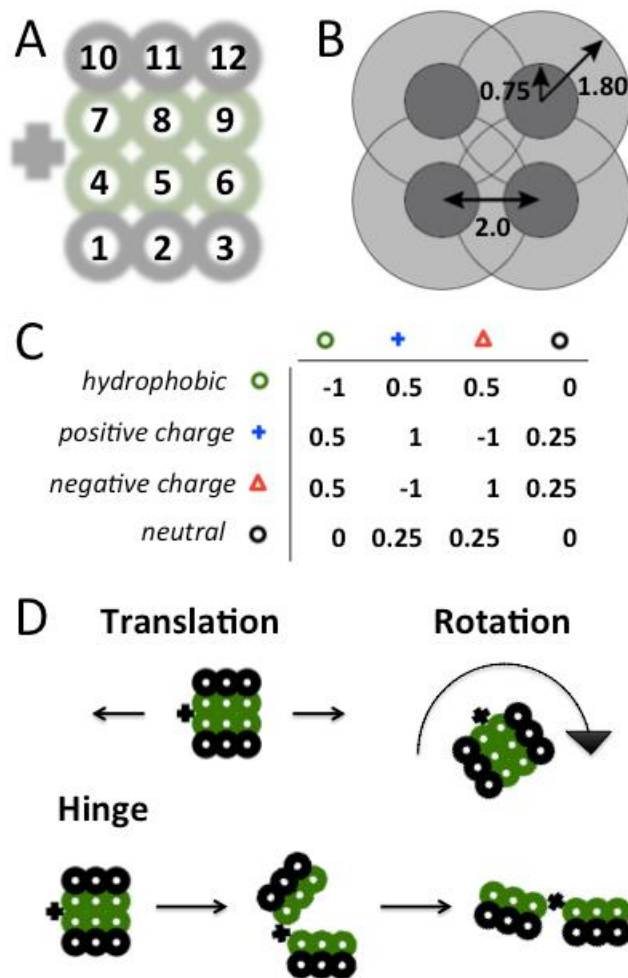 A
10 11 12
7 8 9
4 5 6
1 2 3
B
0.75
1.80
2.0
C
hydrophobic -1 0.5 0.5 0
positive charge 0.5 1 -1 0.25
negative charge 0.5 -1 1 0.25
neutral 0 0.25 0.25 0
D
Translation Rotation
Hinge